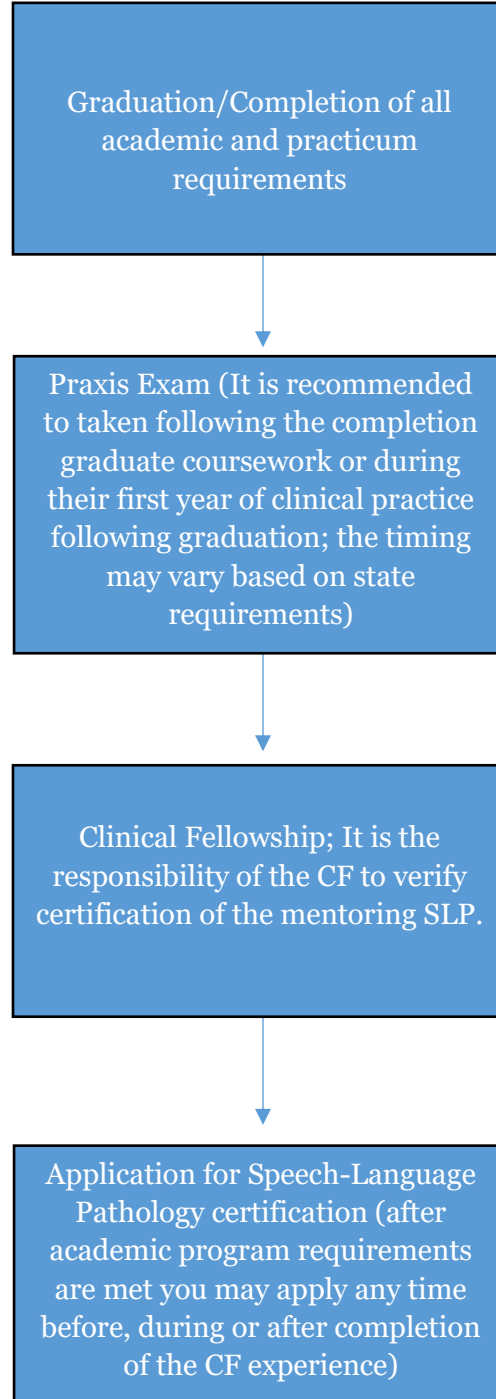 Graduation/Completion of all
academic and practicum
requirements
Praxis Exam (It is recommended
to taken following the completion
graduate coursework or during
their first year of clinical practice
following graduation; the timing
may vary based on state
requirements)
Clinical Fellowship; It is the
responsibility of the CF to verify
certification of the mentoring SLP.
Application for Speech-Language
Pathology certification (after
academic program requirements
are met you may apply any time
before, during or after completion
of the CF experience)